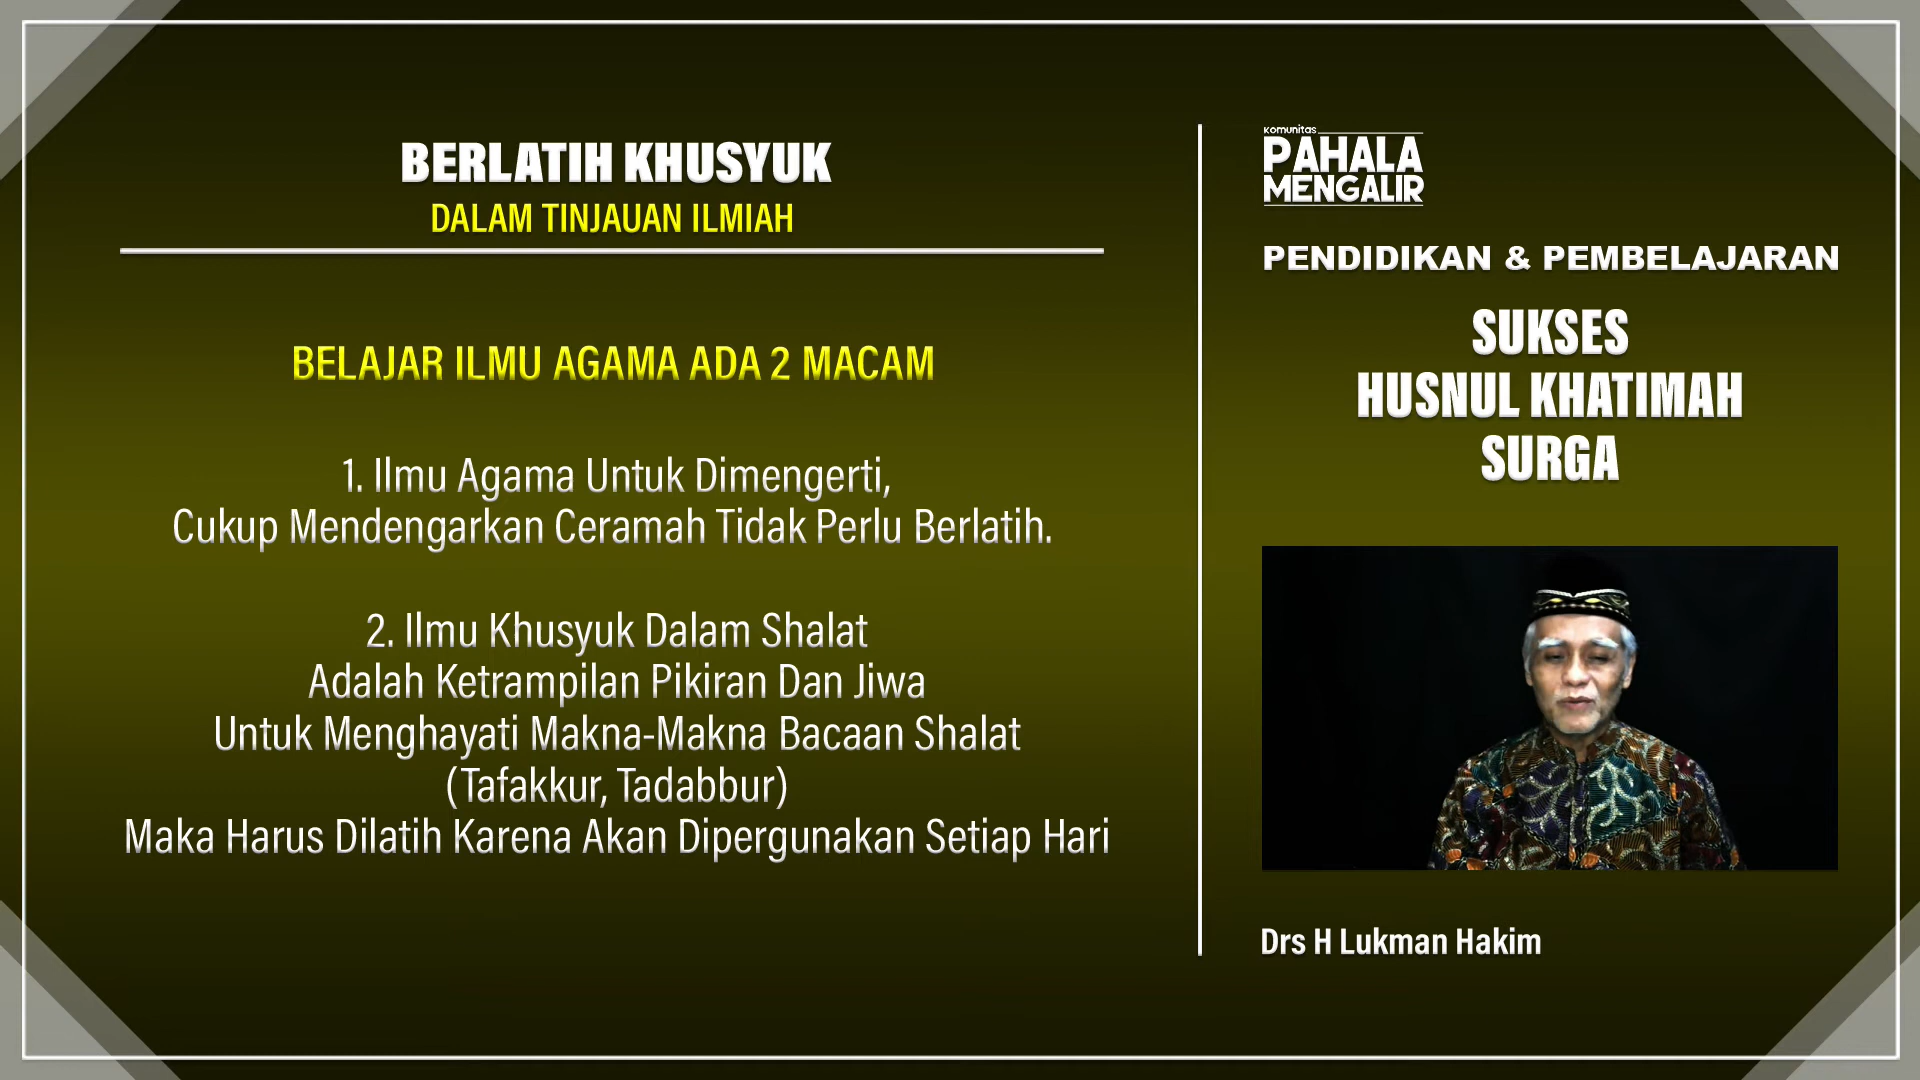 BERLATIH KHUSYUK
DALAM TINJAUAN ILMIAH
BELAJAR ILMU AGAMA ADA 2 MACAM
1. Ilmu Agama Untuk Dimengerti,
Cukup Mendengarkan Ceramah Tidak Perlu Berlatih.
2. Ilmu Khusyuk Dalam Shalat
Adalah Ketrampilan Pikiran Dan Jiwa
Untuk Menghayati Makna-Makna Bacaan Shalat
(Tafakkur, Tadabbur)
Maka Harus Dilatih Karena Akan Dipergunakan Setiap Hari
Komunitas
PAHALA
MENGALIR
PENDIDIKAN & PEMBELAJARAN
SUKSES
HUSNUL KHATIMAH
SURGA
Drs H Lukman Hakim